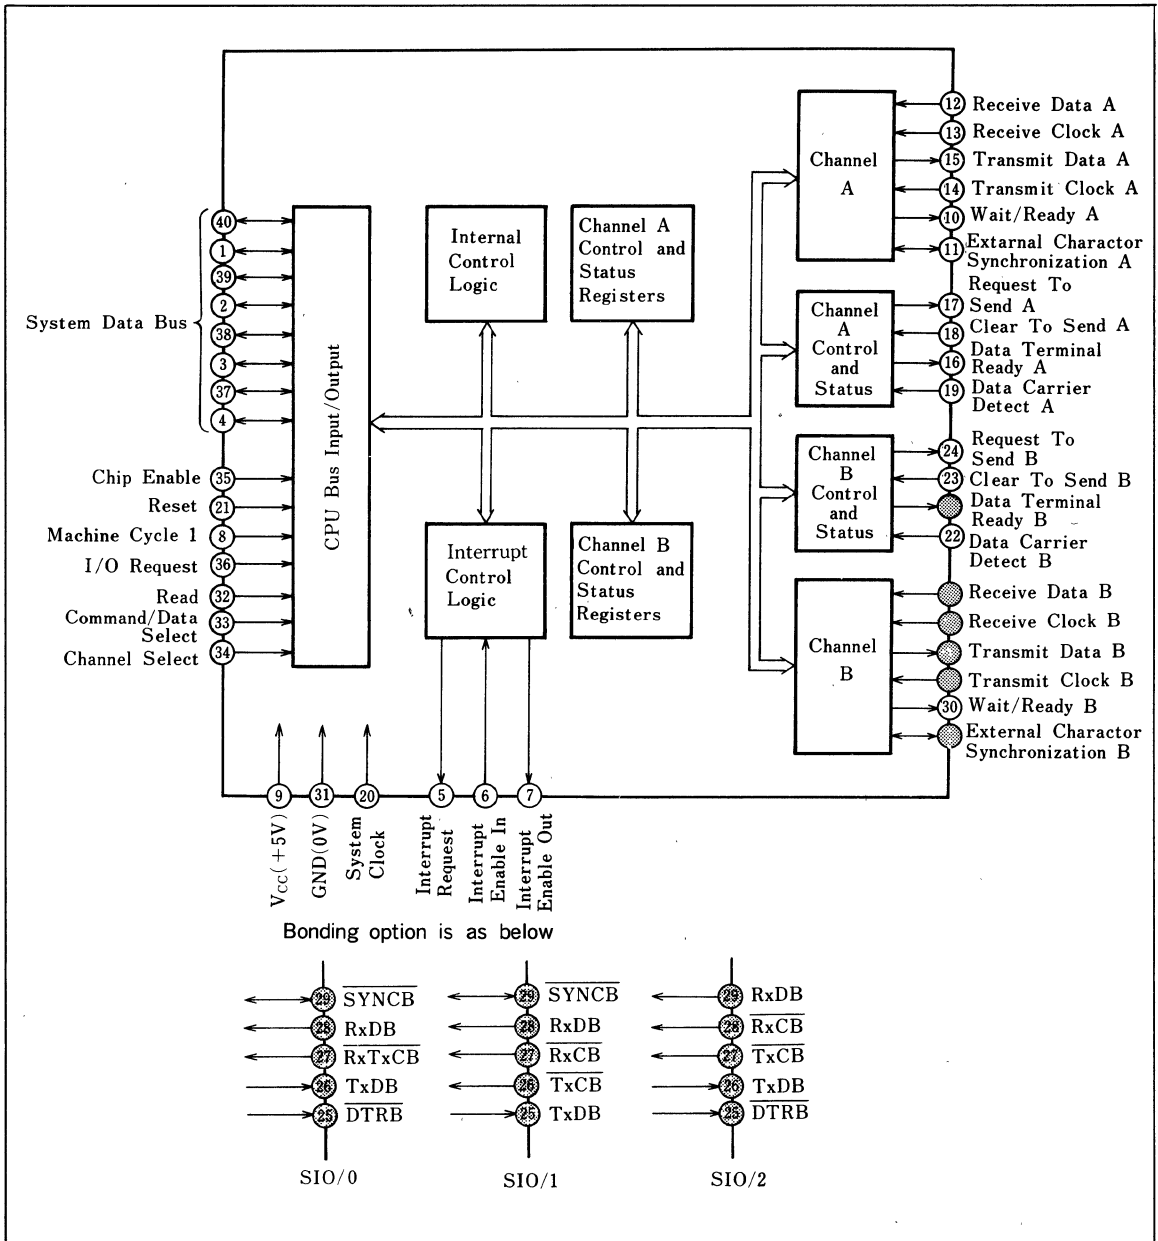 System Data Bus
40
1
39
2
38
3
37
4
Chip Enable
35
Reset
21
Machine Cycle 1
8
I/O Request
36
Read
32
Command/Data
Select
33
Channel Select
34
CPU Bus Input/Output
Internal
Control
Logic
Channel A
Control and
Status
Registers
Interrupt
Control
Logic
Channel B
Control and
Status
Registers
Channel
A
12 Receive Data A
13 Receive Clock A
15 Transmit Data A
14 Transmit Clock A
10 Wait/Ready A
11 Extarnal Charactor
Synchronization A
Channel
A
Control
and
Status
Request To
17 Send A
18 Clear To Send A
16 Data Terminal
Ready A
19 Data Carrier
Detect A
Channel
B
Control
and
Status
24 Request To
Send B
23 Clear To Send B
Data Terminal
Ready B
22 Data Carrier
Detect B
Channel
B
Receive Data B
Receive Clock B
Transmit Data B
Transmit Clock B
30 Wait/Ready B
External Charactor
Synchronization B
9
31
20
5
6
7
VCC(+5V)
GND(0V)
System
Clock
Interrupt
Request
Interrupt
Enable In
Interrupt
Enable Out
Bonding option is as below
29 SYNCB
28 RxDB
27 RxTxCB
26 TxDB
25 DTRB
SIO/0
29 SYNCB
28 RxDB
27 RxCB
26 TxCB
25 TxDB
SIO/1
29 RxDB
28 RxCB
27 TxCB
26 TxDB
25 DTRB
SIO/2